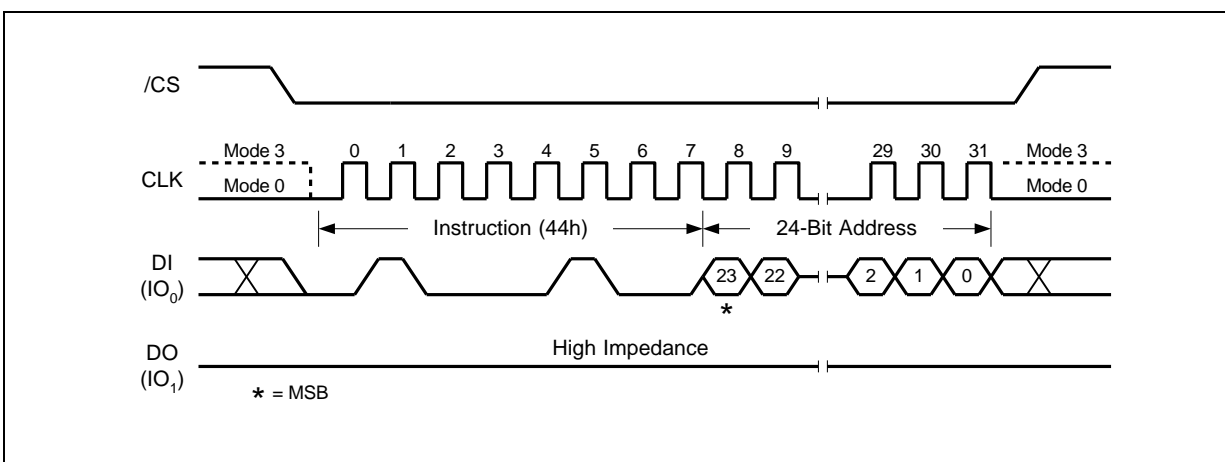 /CS
Mode 3 0 1 2 3 4 5 6 7 8 9 29 30 31 Mode 3
CLK
Mode 0 Mode 0
Instruction (44h) 24-Bit Address
DI
(IO0) 23 22 2 1 0
*
High Impedance
DO
(IO1)
* = MSB